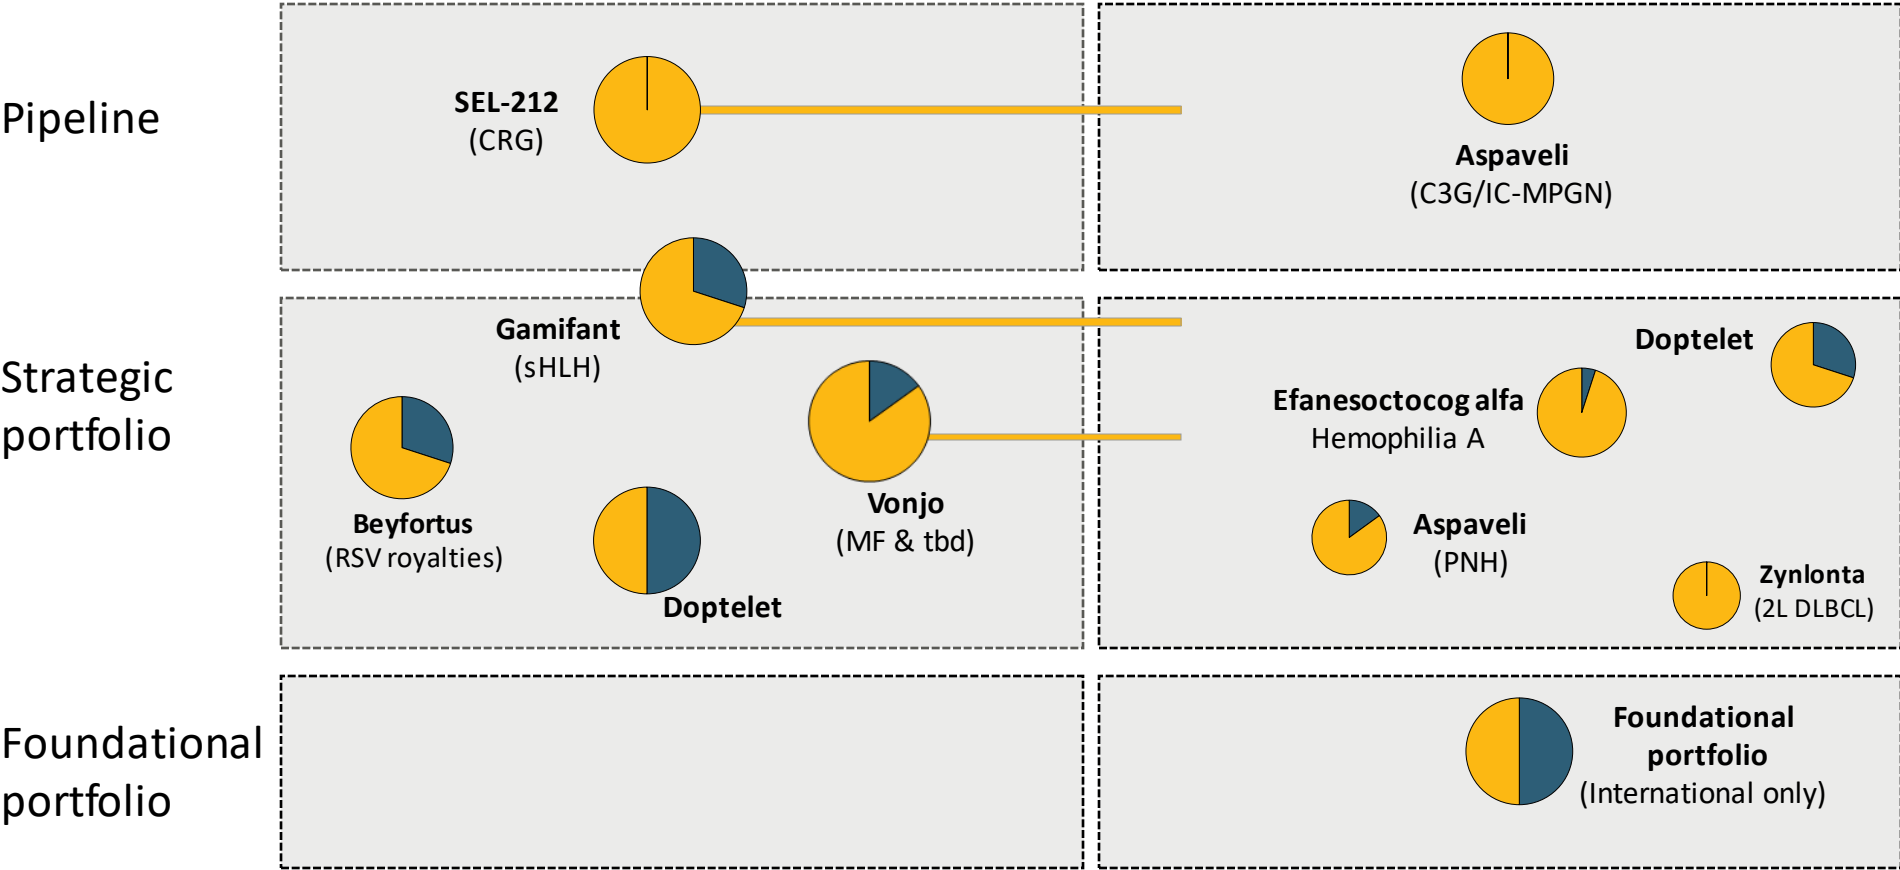 Pipeline
SEL-212
(CRG)
Aspaveli
(C3G/IC-MPGN)
Strategic
portfolio
Gamifant
(sHLH)
Beyfortus
(RSV royalties)
Doptelet
Vonjo
(MF & tbd)
Doptelet
Efanesoctocog alfa
Hemophilia A
Aspaveli
(PNH)
Zynlonta
(2L DLBCL)
Foundational
portfolio
Foundational
portfolio
(International only)